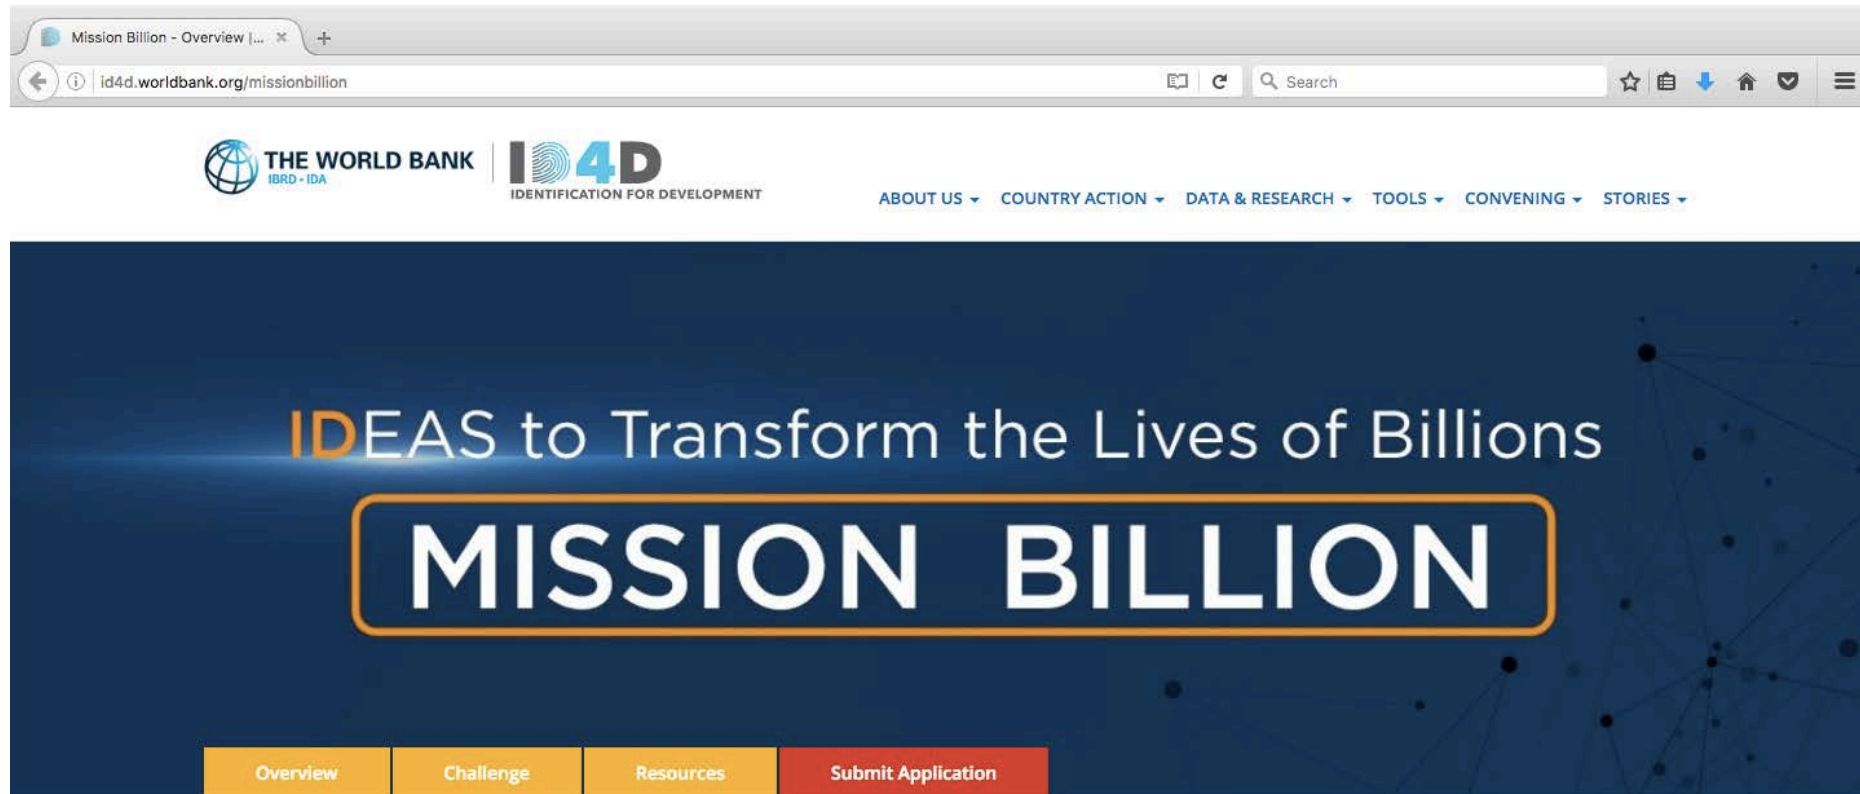 Mission Billion - Overview |...
id4d.worldbank.org/missionbillion
Search
THE WORLD BANK
IBRD • IDA
ID4D
IDENTIFICATION FOR DEVELOPMENT
ABOUT US COUNTRY ACTION DATA & RESEARCH TOOLS CONVENING STORIES
IDEAS to Transform the Lives of Billions
MISSION BILLION
Overview Challenge Resources Submit Application